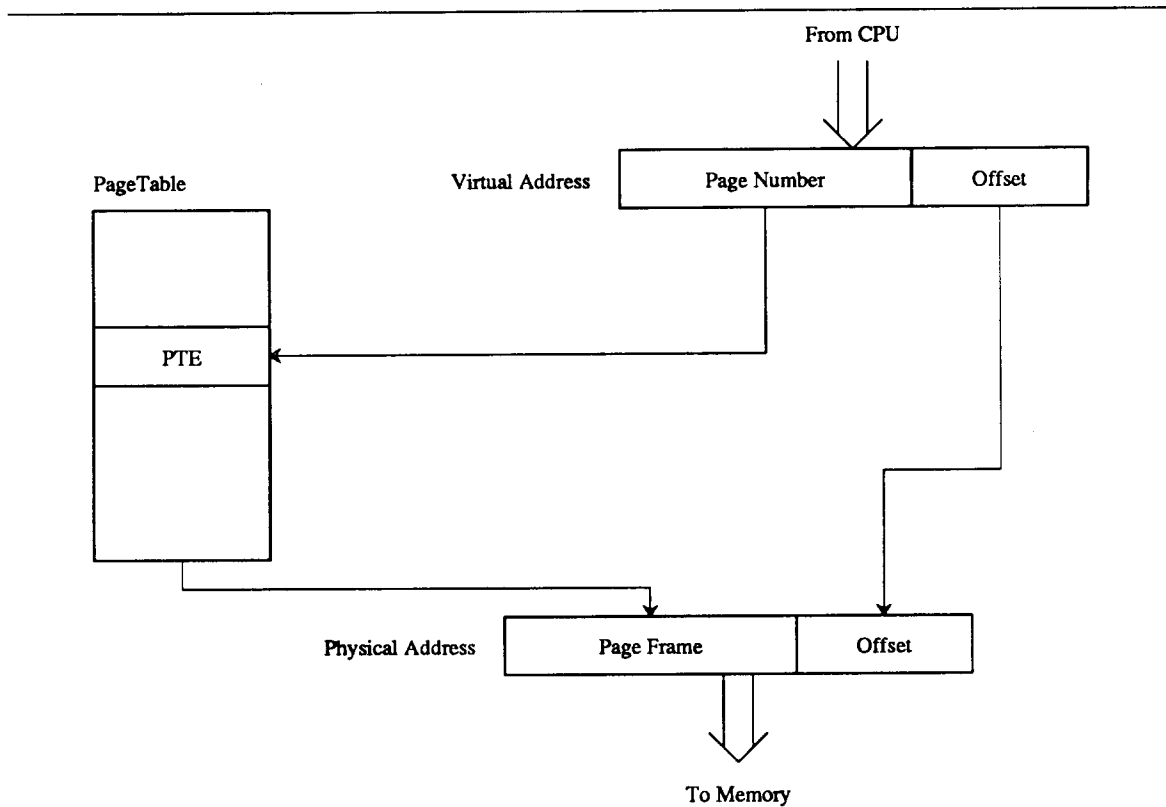 From CPU
PageTable
Virtual Address
Page Number
Offset
PTE
Physical Address
Page Frame
Offset
To Memory